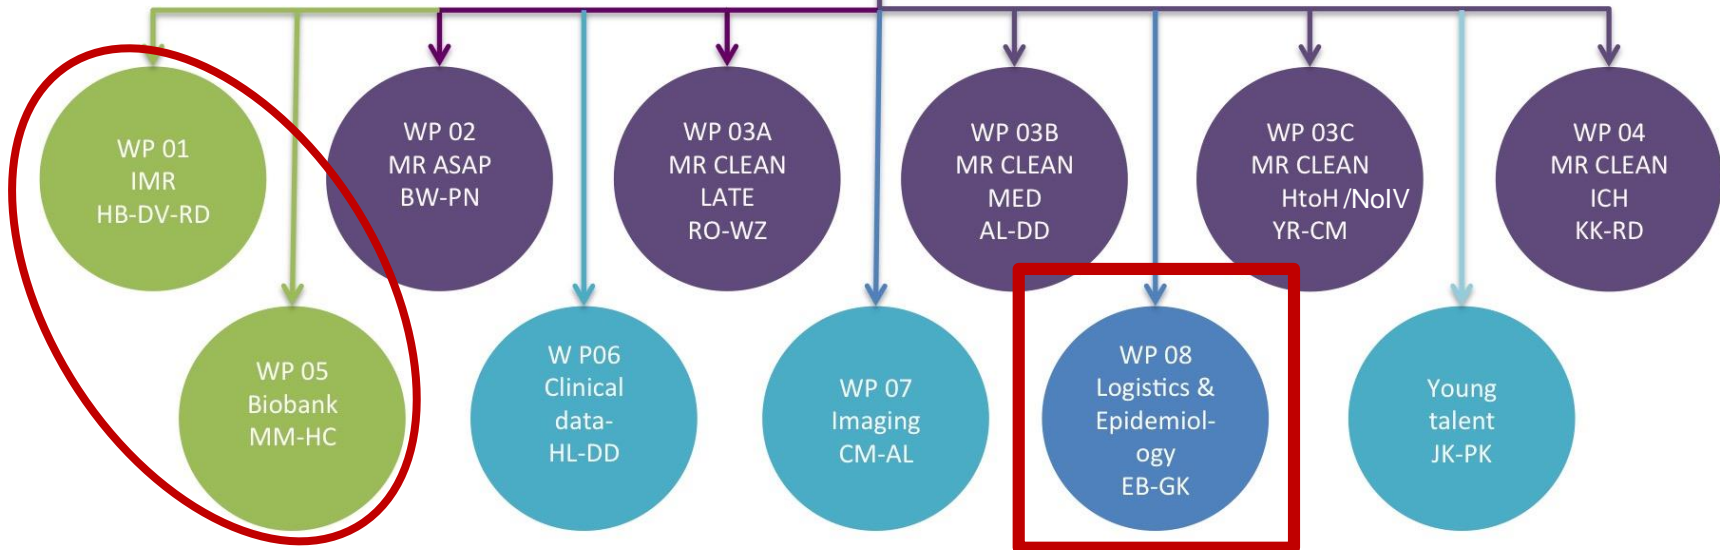 WP 01
IMR
HB-DV-RD
WP 02
MR ASAP
BW-PN
WP 03A
MR CLEAN
LATE
RO-WZ
WP 03B
MR CLEAN
MED
AL-DD
WP 03C
MR CLEAN
HtoH /NoIV
YR-CM
WP 04
MR CLEAN
ICH
KK-RD
WP 05
Biobank
MM-HC
W P06
Clinical
data-
HL-DD
WP 07
Imaging
CM-AL
WP 08
Logistics &
Epidemiol-
ogy
EB-GK
Young
talent
JK-PK